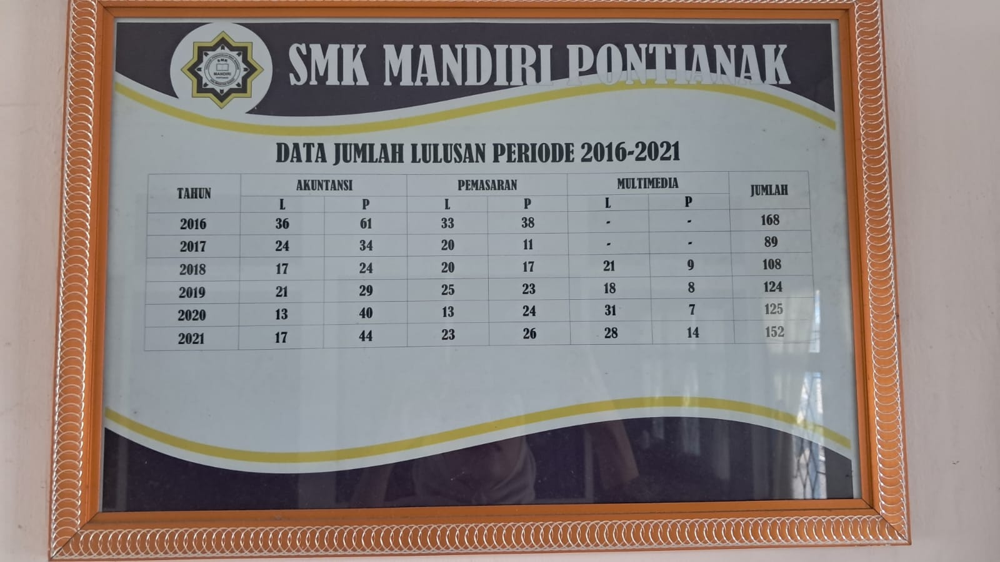 SMK MANDIRI PONTIANAK
SMK
MANDIRI
PONTIANAK
DATA JUMLAH LULUSAN PERIODE 2016-2021
TAHUN AKUNTANSI PEMASARAN MULTIMEDIA JUMLAH
L P L P L P
2016 36 61 33 38 - - 168
2017 24 34 20 11 - - 89
2018 17 24 20 17 21 9 108
2019 21 29 25 23 18 8 124
2020 13 40 13 24 31 7 125
2021 17 44 23 26 28 14 152